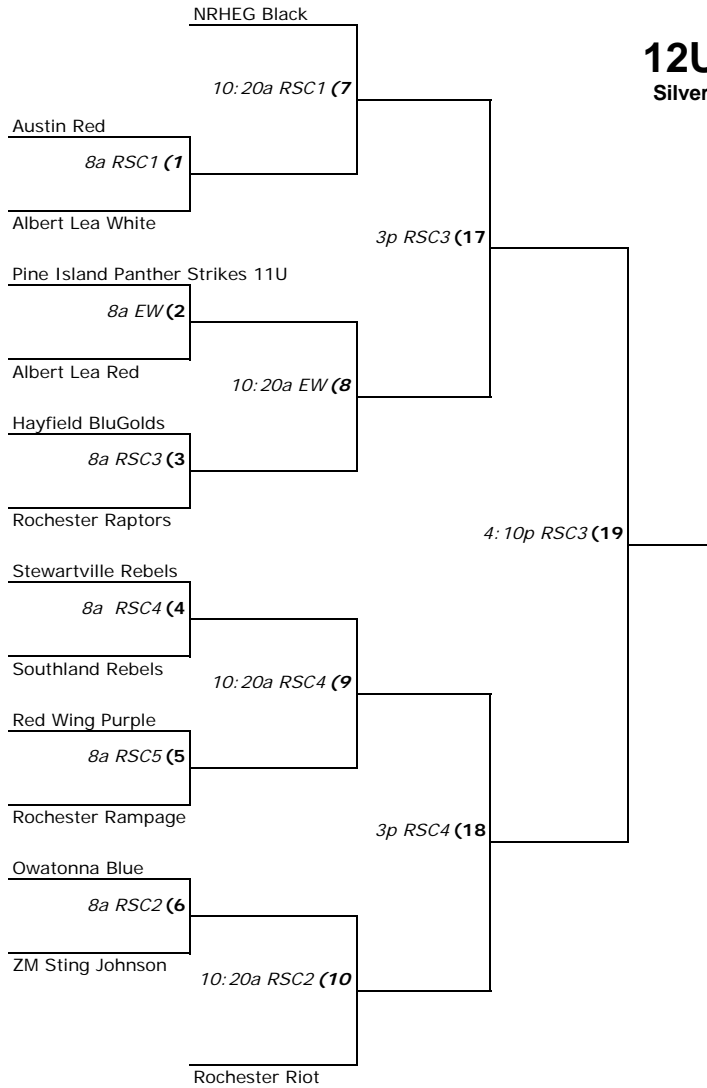 NRHEG Black
12U
Silver
10:20a RSC1 (7
Austin Red
8a RSC1 (1
Albert Lea White
3p RSC3 (17
Pine Island Panther Strikes 11U
8a EW (2
Albert Lea Red
10:20a EW (8
Hayfield BluGolds
8a RSC3 (3
Rochester Raptors
4:10p RSC3 (19
Stewartville Rebels
8a RSC4 (4
Southland Rebels
10:20a RSC4 (9
Red Wing Purple
8a RSC5 (5
Rochester Rampage
3p RSC4 (18
Owatonna Blue
8a RSC2 (6
ZM Sting Johnson
10:20a RSC2 (10
Rochester Riot